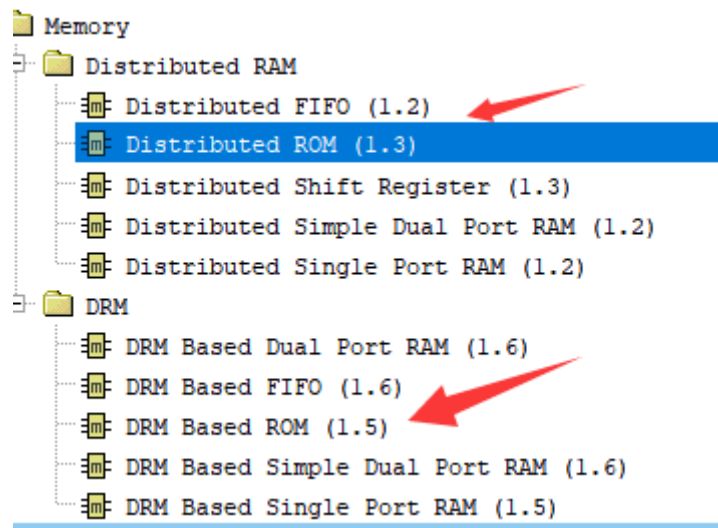 Memory
Distributed RAM
Distributed FIFO (1.2)
Distributed ROM (1.3)
Distributed Shift Register (1.3)
Distributed Simple Dual Port RAM (1.2)
Distributed Single Port RAM (1.2)
DRM
DRM Based Dual Port RAM (1.6)
DRM Based FIFO (1.6)
DRM Based ROM (1.5)
DRM Based Simple Dual Port RAM (1.6)
DRM Based Single Port RAM (1.5)